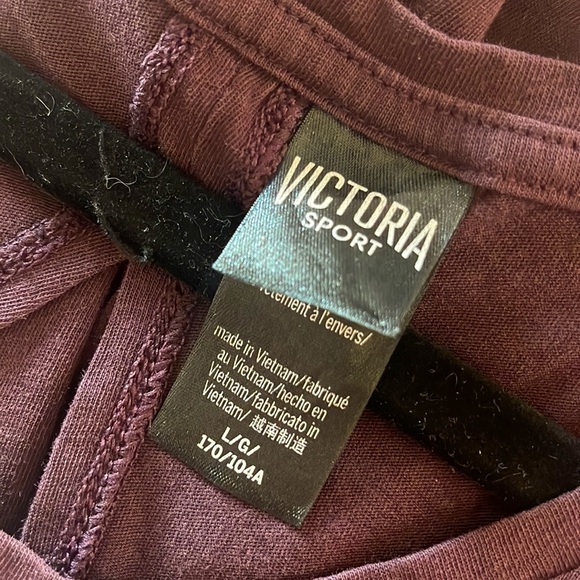 VICTORIA
SPORT
vêtement à l'envers/
made in Vietnam/fabriqué
au Vietnam/hecho en
Vietnam/fabbricato in
Vietnam/ 越南制造
L/G/
170/104A